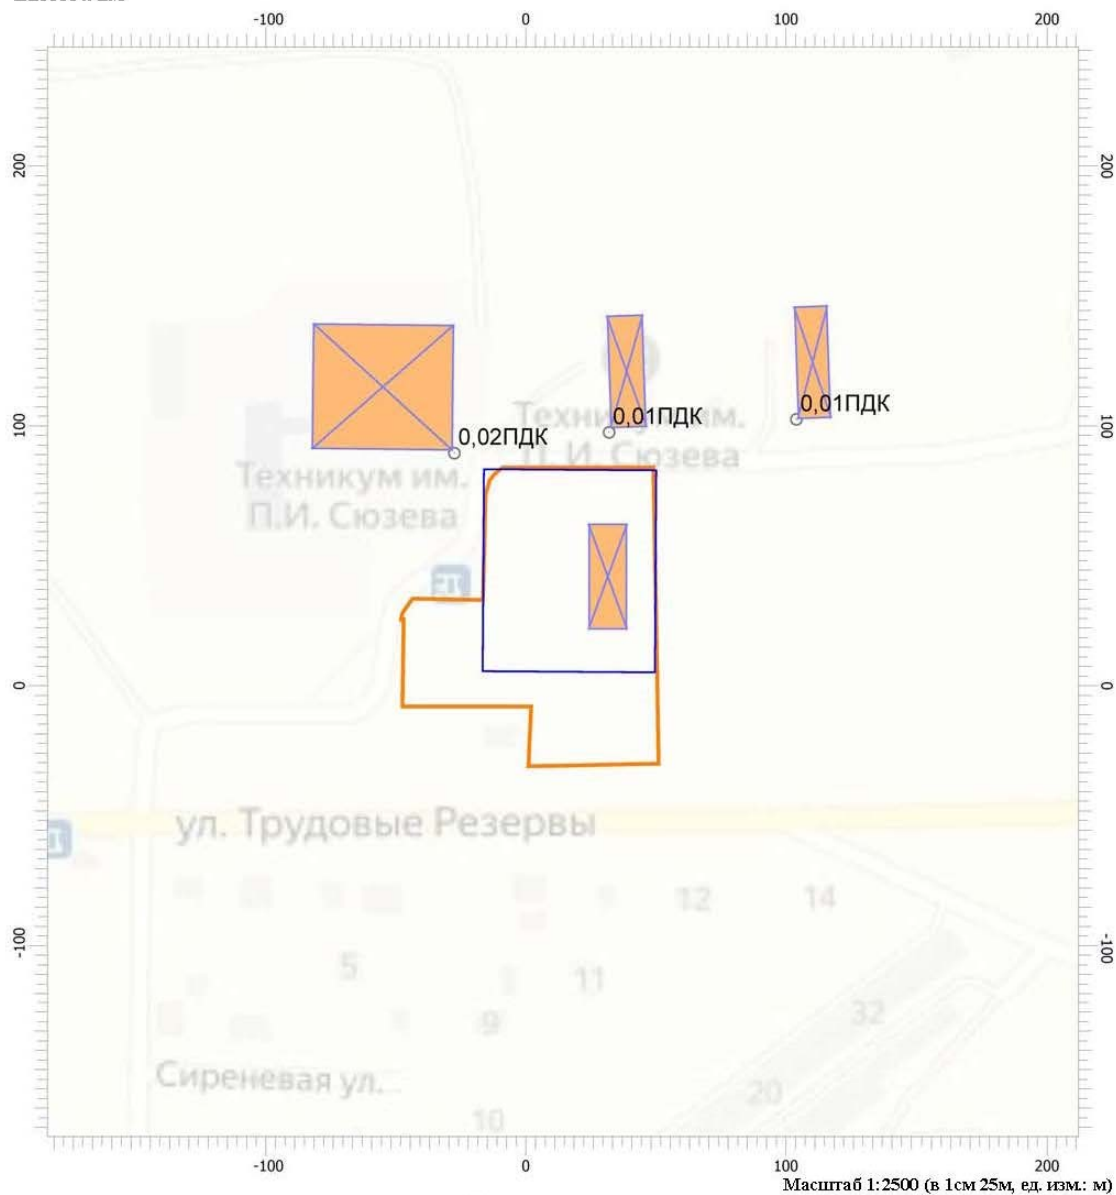 -100 0 100 200
200 200
0,01ПДК
0,01ПДК
100 100
0,02ПДК
Техникум им.
П.И. Сюзева
Техникум им.
П.И. Сюзева
0 0
ул. Трудовые Резервы
12 14
-100 -100
5
11
9
32
Сиреневая ул.
20
10
-100 0 100 200
Масштаб 1:2500 (в 1см 25м, ед. изм.: м)